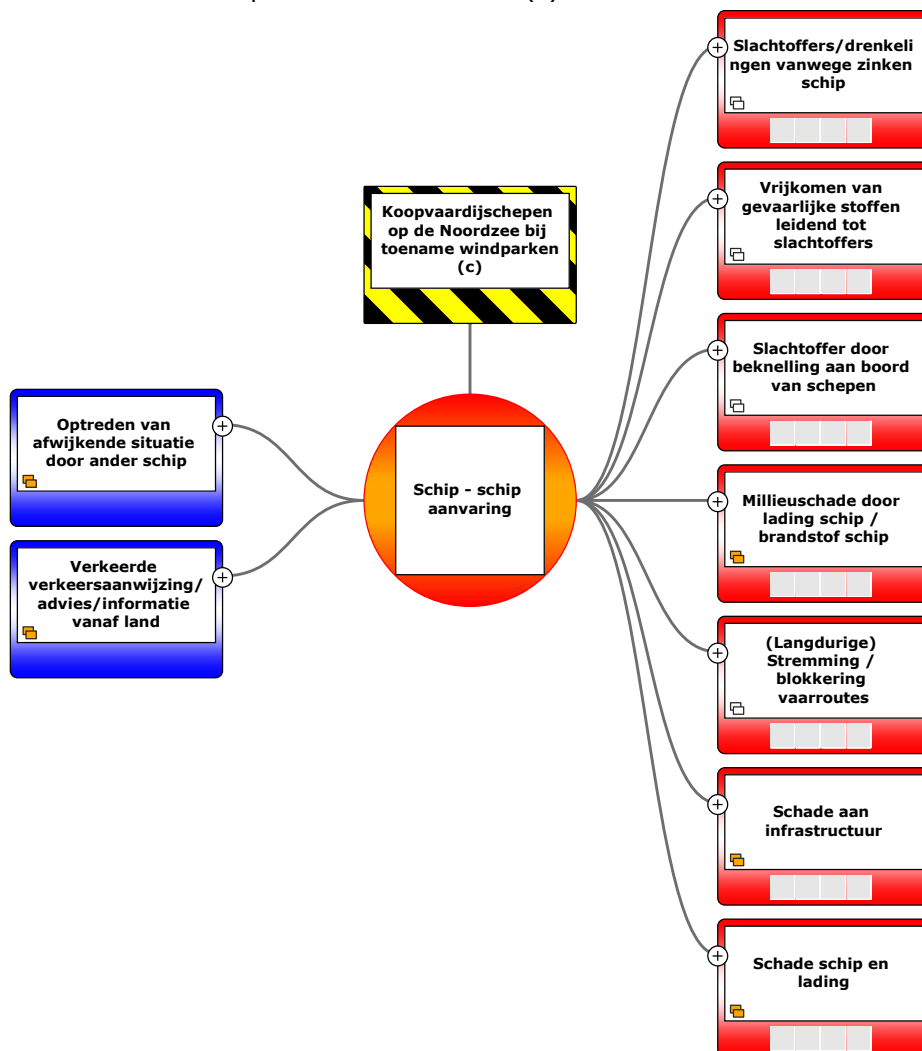 Slachtoffers/drenkeli
ngen vanwege zinken
schip
Koopvaardijschepen
op de Noordzee bij
toename windparken
(c)
Vrijkomen van
gevaarlijke stoffen
leidend tot
slachtoffers
Slachtoffer door
beknelling aan boord
van schepen
Optreden van
afwijkende situatie
door ander schip
Schip - schip
aanvaring
Millieuschade door
lading schip /
brandstof schip
Verkeerde
verkeersaanwijzing/
advies/informatie
vanaf land
(Langdurige)
Stremming /
blokkering
vaarroutes
Schade aan
infrastructuur
Schade schip en
lading